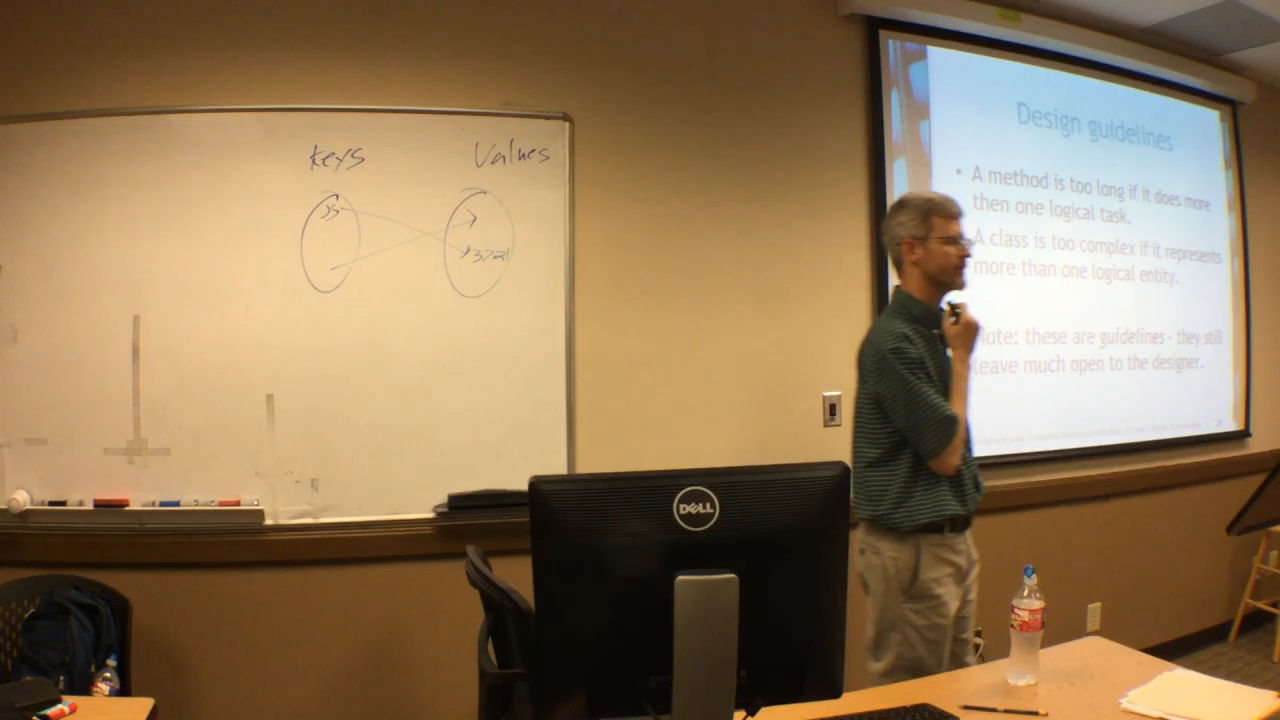 Keys Values
35
3721
DELL
Design guidelines
• A method is too long if it does more
then one logical task.
A class is too complex if it represents
more than one logical entity.
Note: these are guidelines - they still
leave much open to the designer.